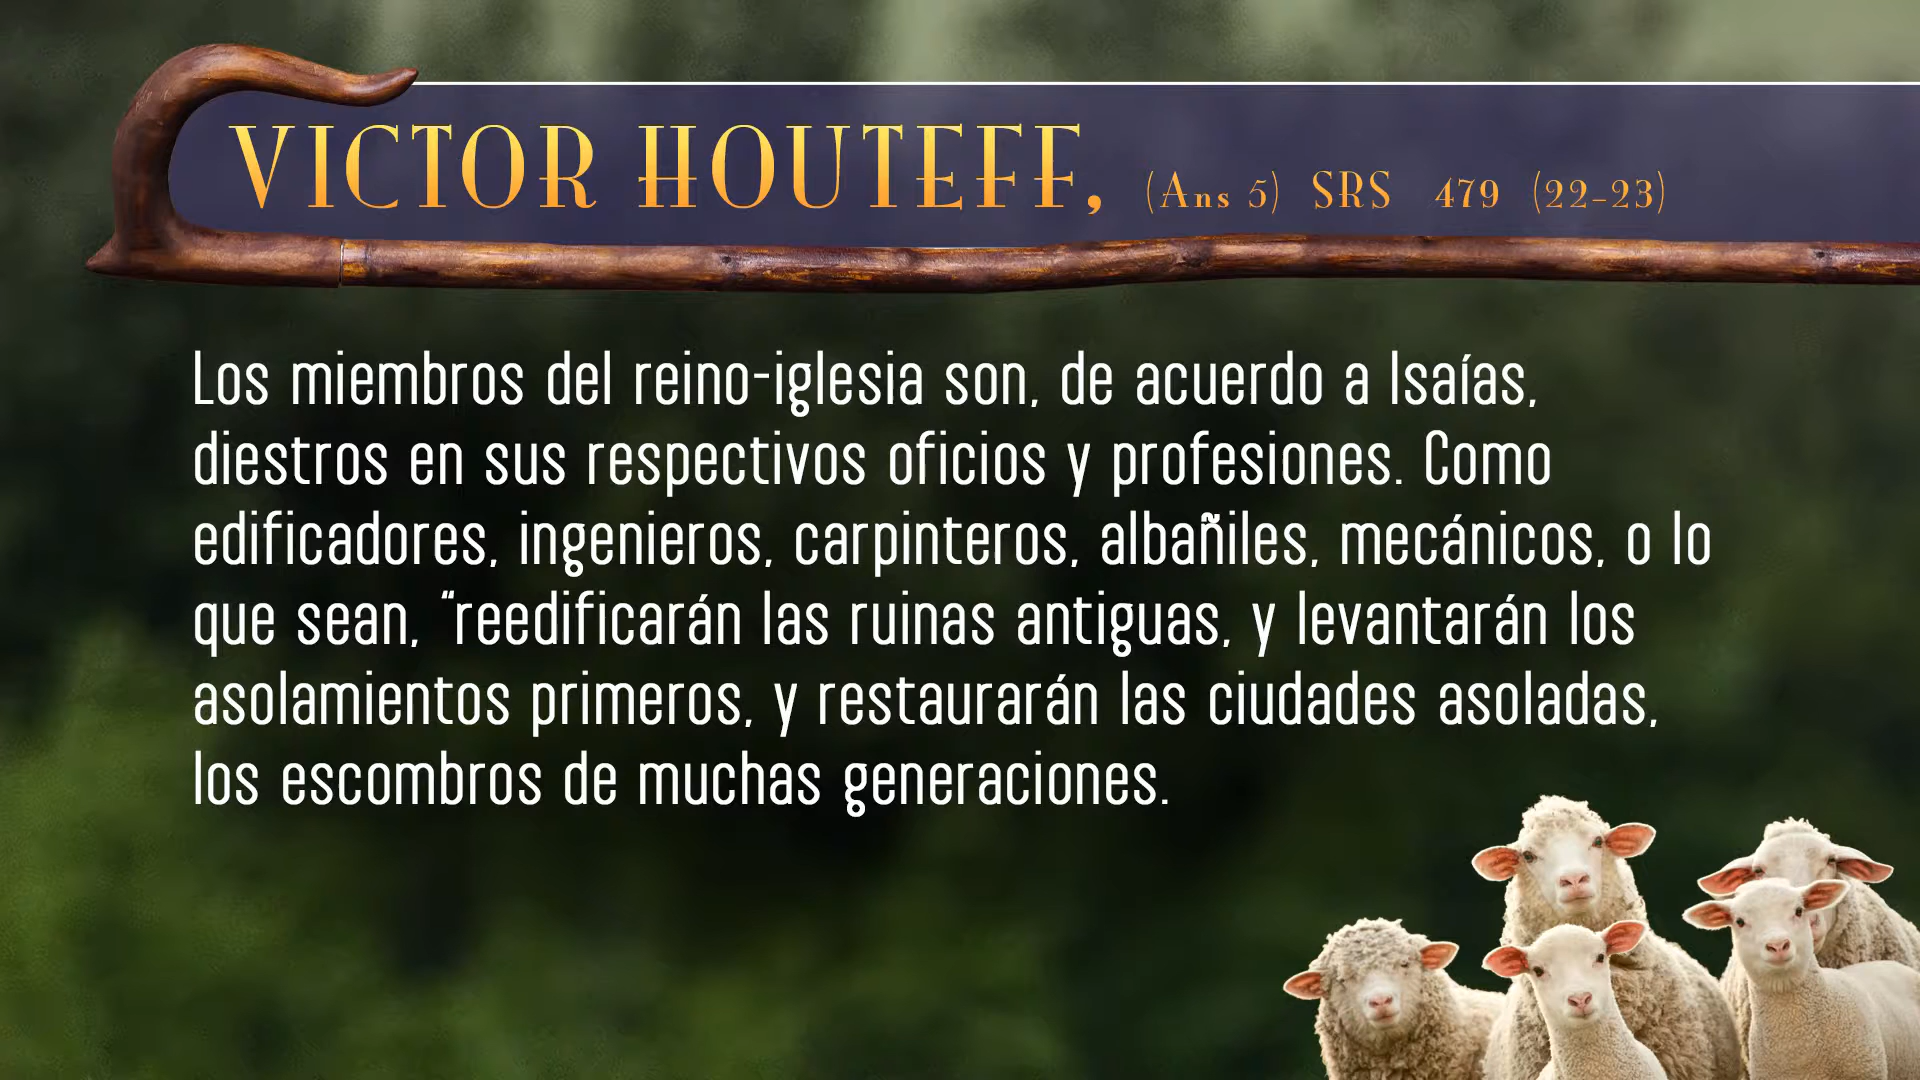 VICTOR HOUTEFF, (Ans 5) SRS 479 (22-23)
Los miembros del reino-iglesia son, de acuerdo a Isaías,
diestros en sus respectivos oficios y profesiones. Como
edificadores, ingenieros, carpinteros, albañiles, mecánicos, o lo
que sean, “reedificarán las ruinas antiguas, y levantarán los
asolamientos primeros, y restaurarán las ciudades asoladas,
los escombros de muchas generaciones.